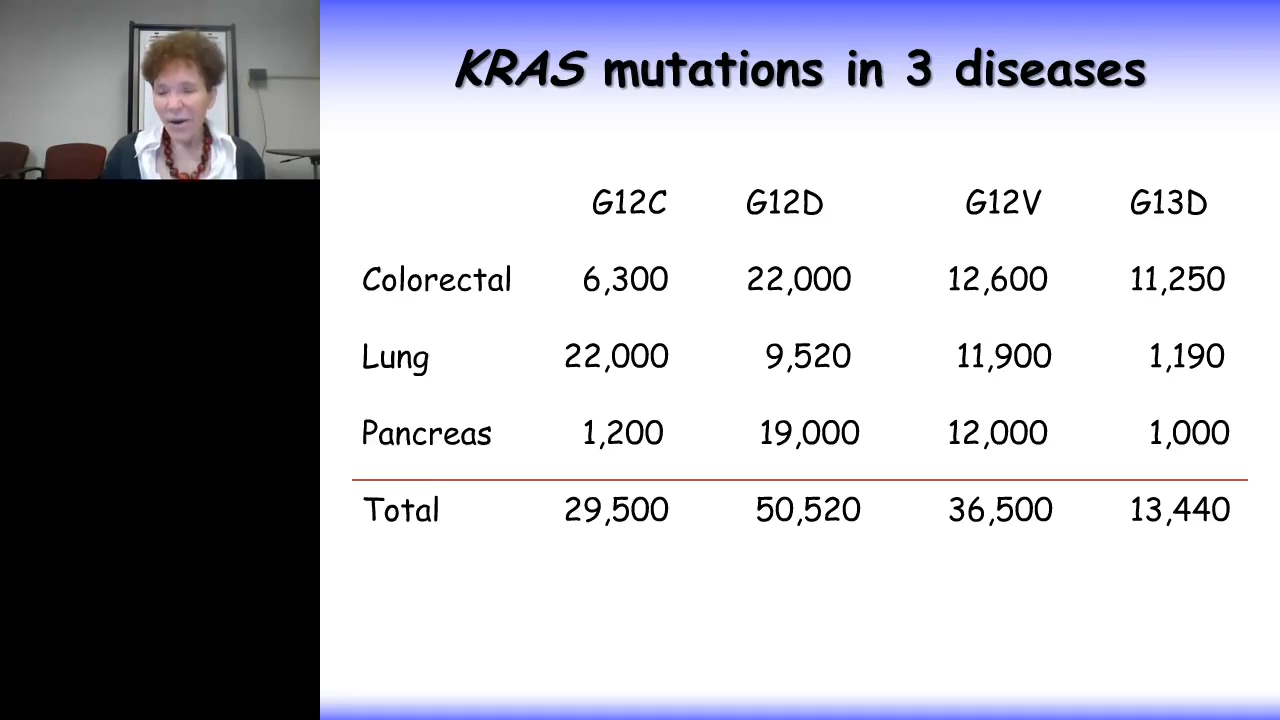 KRAS mutations in 3 diseases
G12C G12D G12V G13D
Colorectal 6,300 22,000 12,600 11,250
Lung 22,000 9,520 11,900 1,190
Pancreas 1,200 19,000 12,000 1,000
Total 29,500 50,520 36,500 13,440